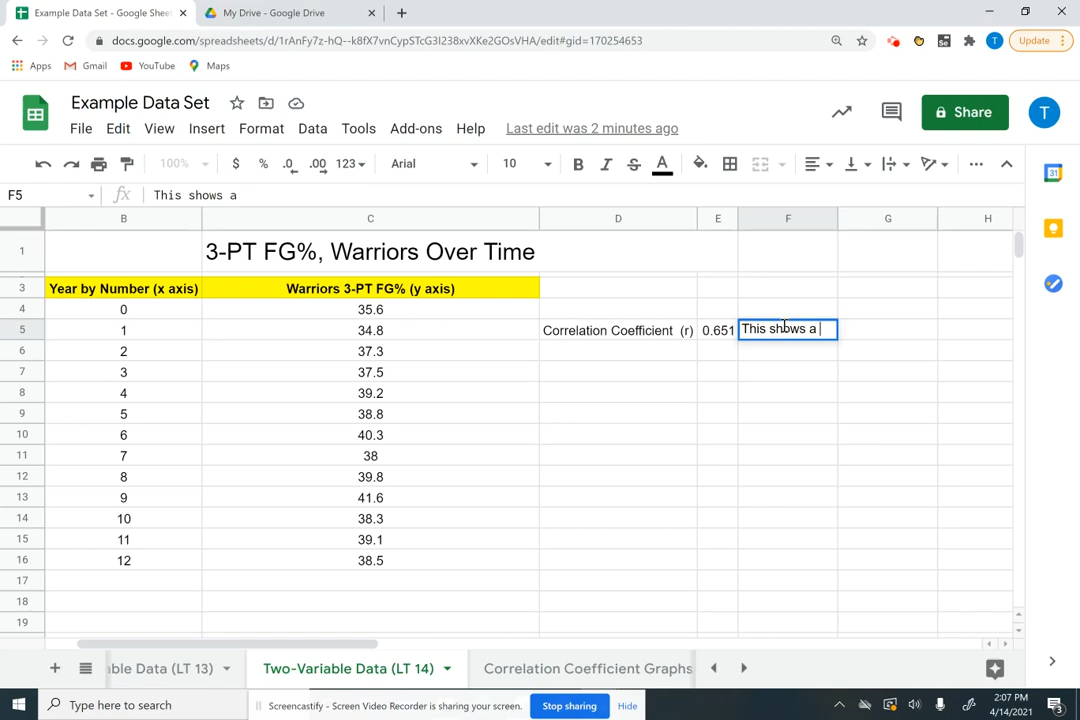 Example Data Set - Google Shee
My Drive - Google Drive
docs.google.com/spreadsheets/d/1rAnFy7z-hQ--k8fX7vnCypSTcG3I238xvXKe2GOsVHA/edit#gid=170254653
Update
Apps
Gmail
YouTube
Maps
Example Data Set
File
Edit
View
Insert
Format
Data
Tools
Add-ons
Help
Last edit was 2 minutes ago
Share
T
100%
$
%
.0
.00
123
Arial
10
F5
fx
This shows a
B
C
D
E
F
G
H
1
3-PT FG%, Warriors Over Time
3
Year by Number (x axis)
Warriors 3-PT FG% (y axis)
4
0
35.6
5
1
34.8
Correlation Coefficient (r)
0.651
This shows a
6
2
37.3
7
3
37.5
8
4
39.2
9
5
38.8
10
6
40.3
11
7
38
12
8
39.8
13
9
41.6
14
10
38.3
15
11
39.1
16
12
38.5
17
18
19
ble Data (LT 13)
Two-Variable Data (LT 14)
Correlation Coefficient Graphs
Type here to search
Screencastify - Screen Video Recorder is sharing your screen.
Stop sharing
Hide
2:07 PM
4/14/2021